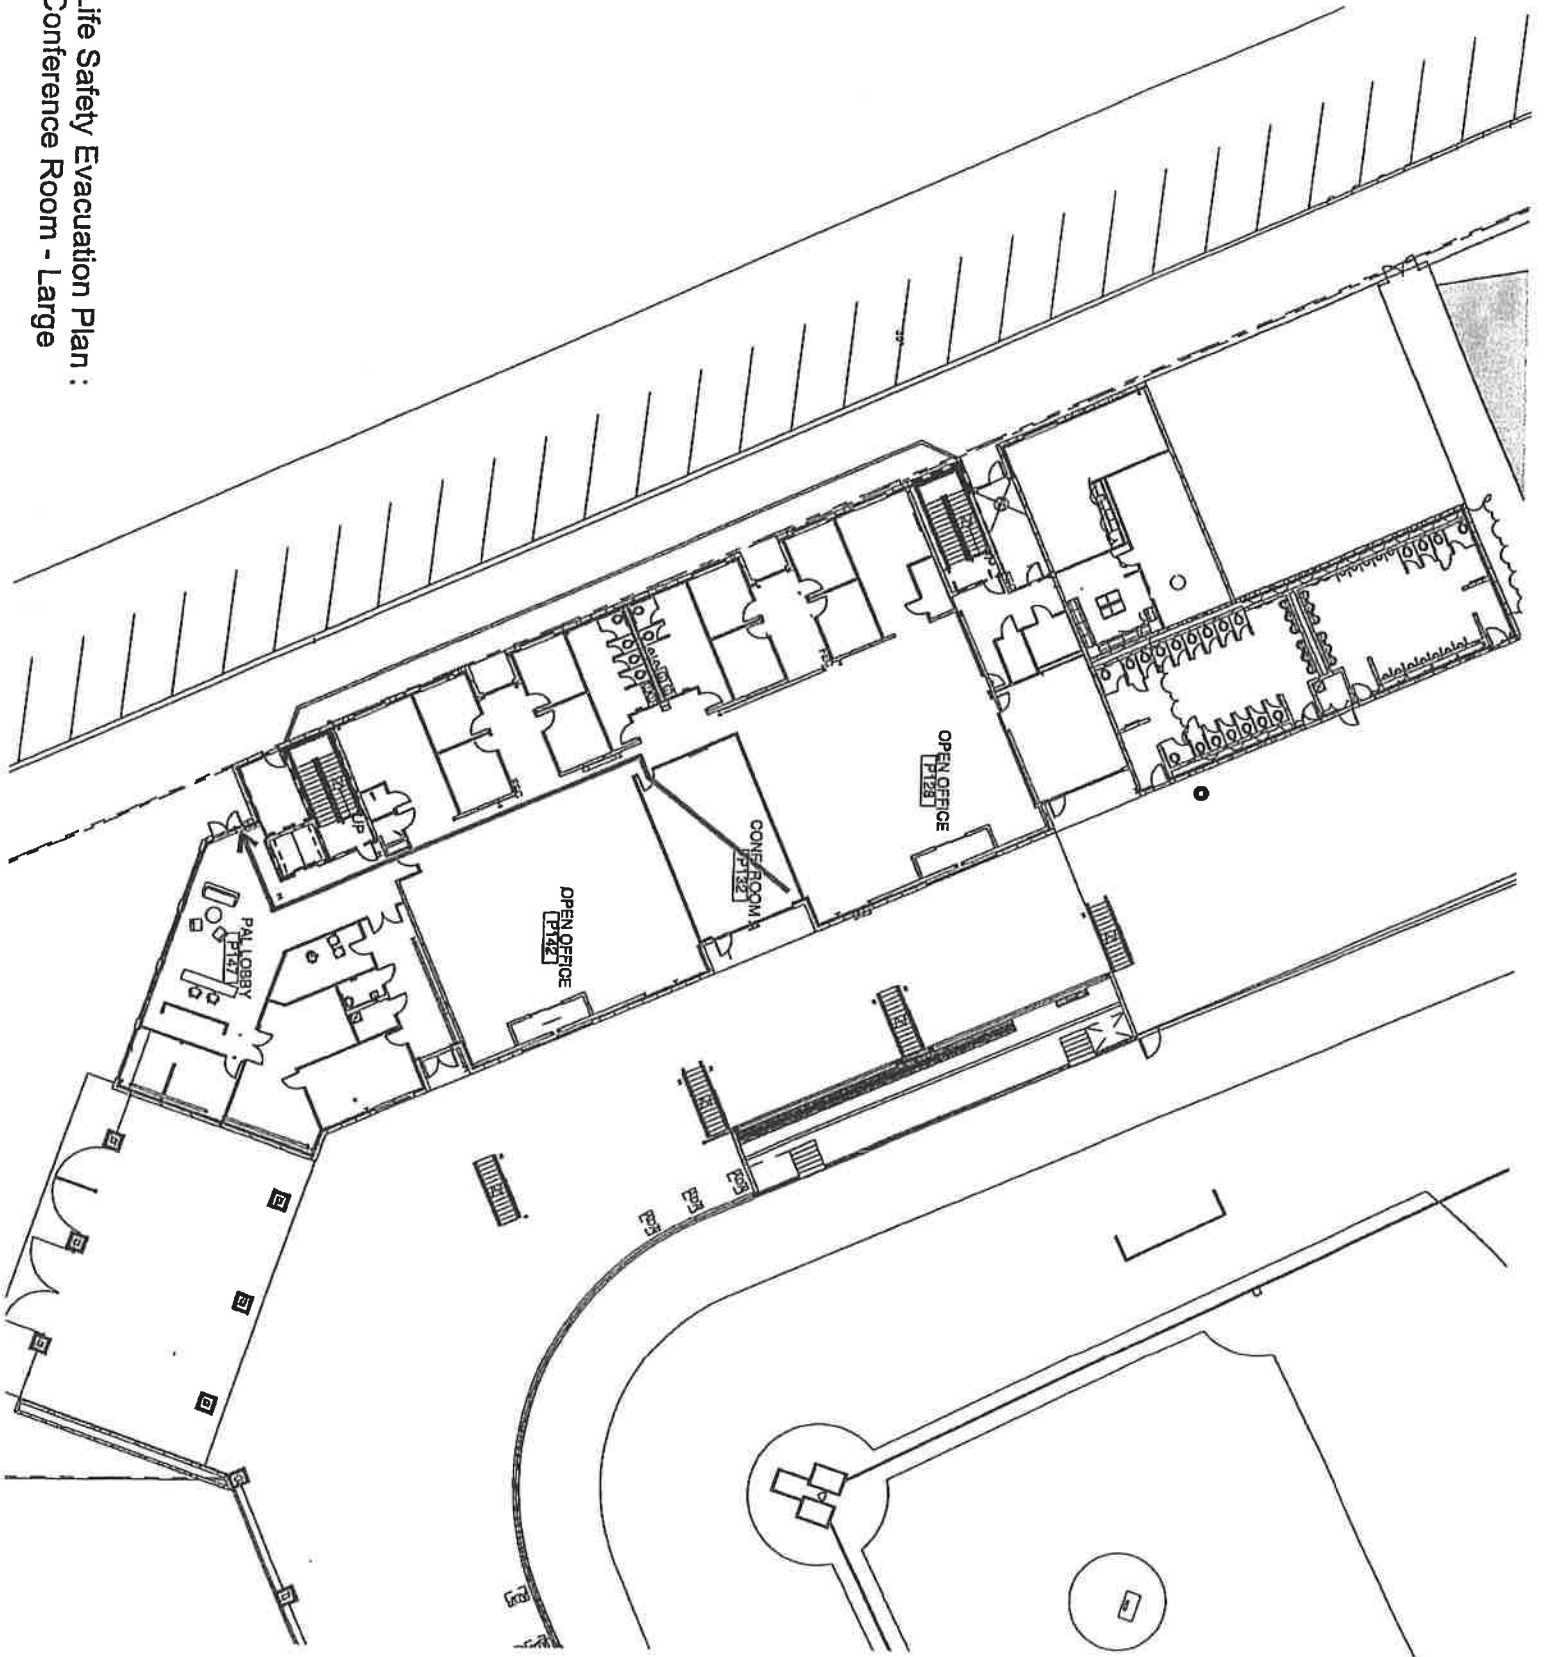 Life Safety Evacuation Plan :
Conference Room - Large
OPEN OFFICE
P128
CONF ROOM
P132
OPEN OFFICE
P142
PAL LOBBY
P147
UP